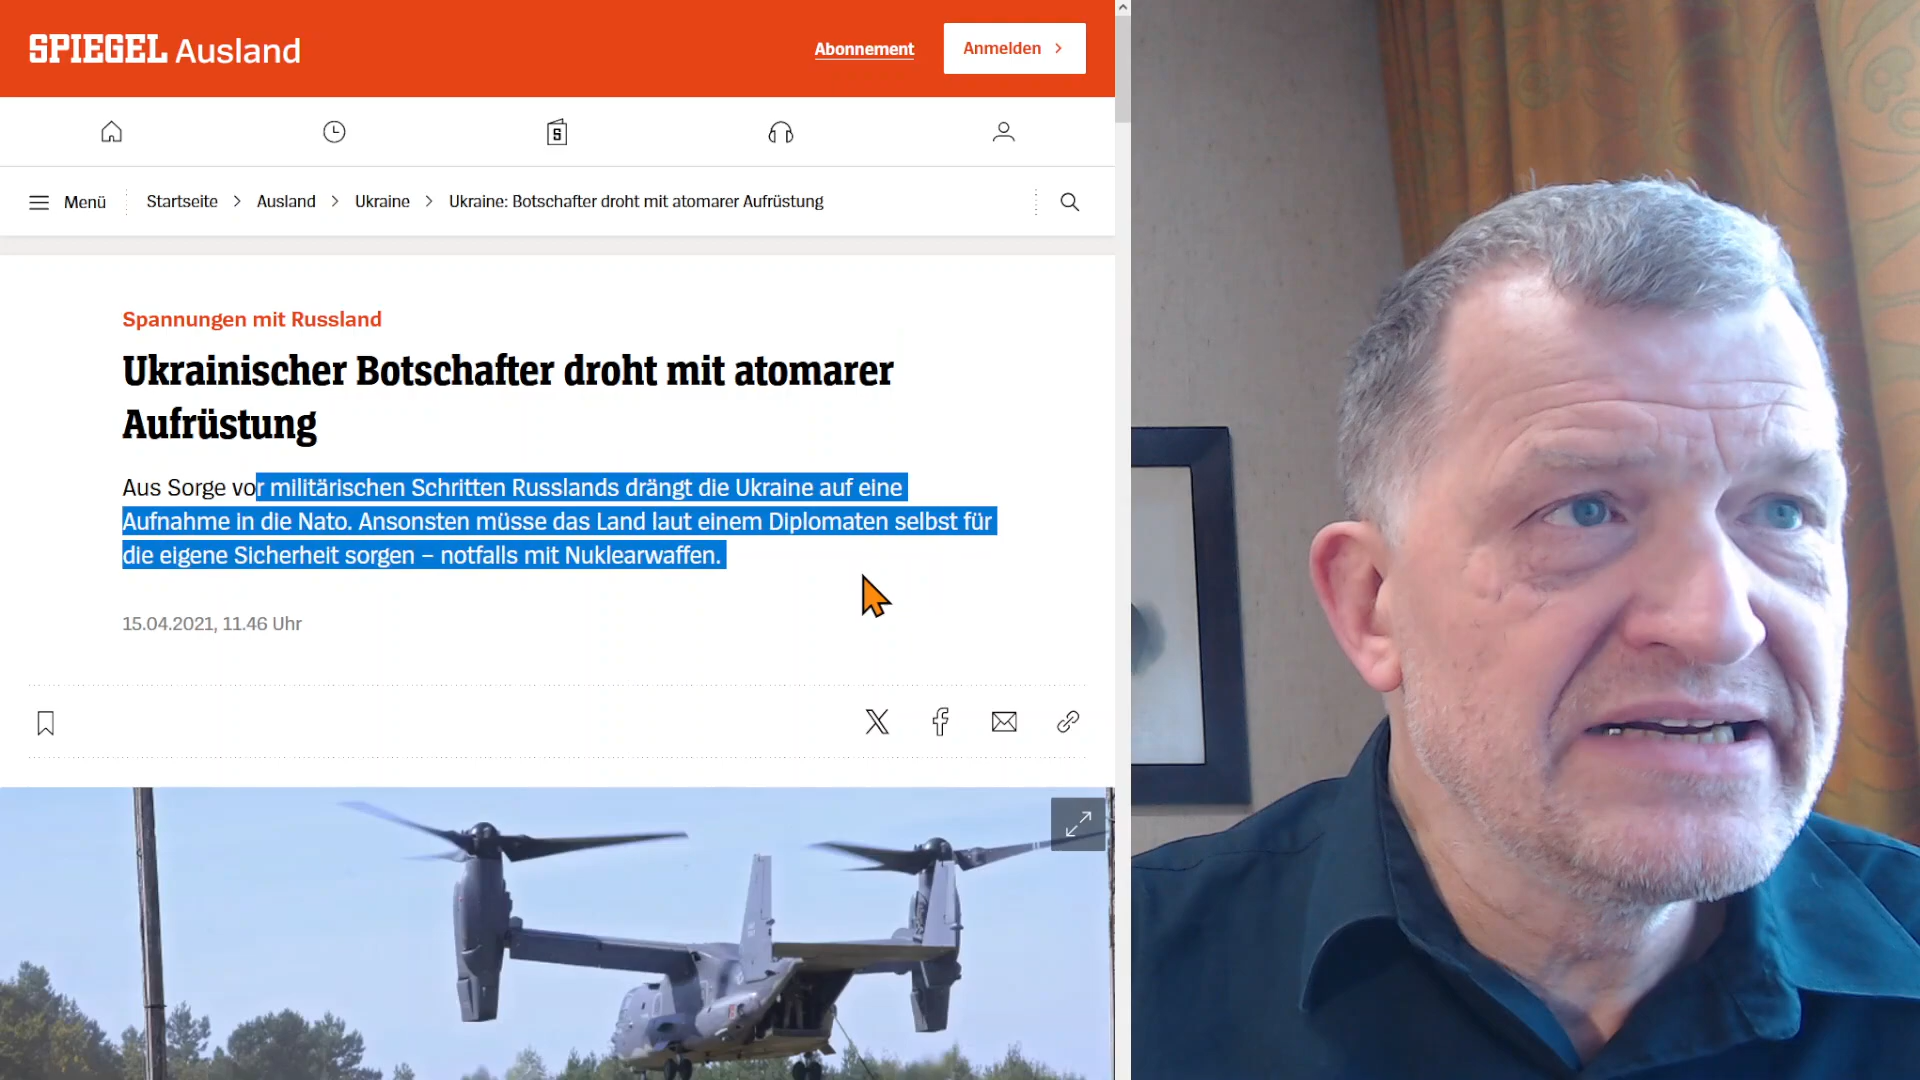 SPIEGEL Ausland
Abonnement
Anmelden
S
Menü
Startseite
Ausland
Ukraine
Ukraine: Botschafter droht mit atomarer Aufrüstung
Spannungen mit Russland
Ukrainischer Botschafter droht mit atomarer
Aufrüstung
Aus Sorge vor militärischen Schritten Russlands drängt die Ukraine auf eine
Aufnahme in die Nato. Ansonsten müsse das Land laut einem Diplomaten selbst für
die eigene Sicherheit sorgen – notfalls mit Nuklearwaffen.
15.04.2021, 11.46 Uhr